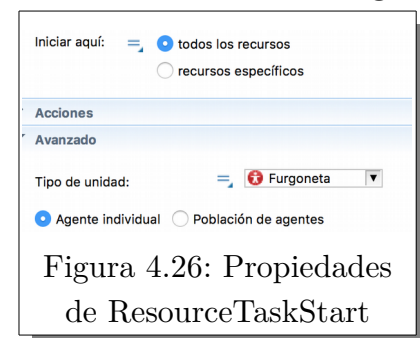 Iniciar aquí: todos los recursos
recursos específicos
Acciones
Avanzado
Tipo de unidad: Furgoneta
Agente individual Población de agentes
Figura 4.26: Propiedades
de ResourceTaskStart